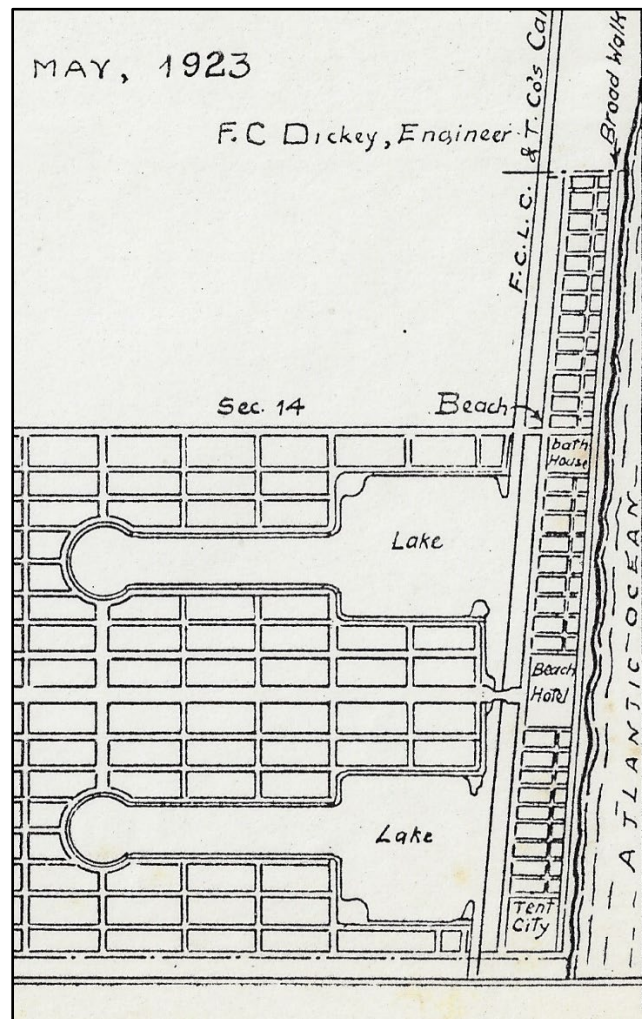 MAY, 1923
F.C Dickey, Engineer
F.C.L.C. & T. Co's
Broad Walk
Sec. 14
Beach
bath
House
Lake
Beach
Hotel
Lake
Tent
City
ATLANTIC OCEAN